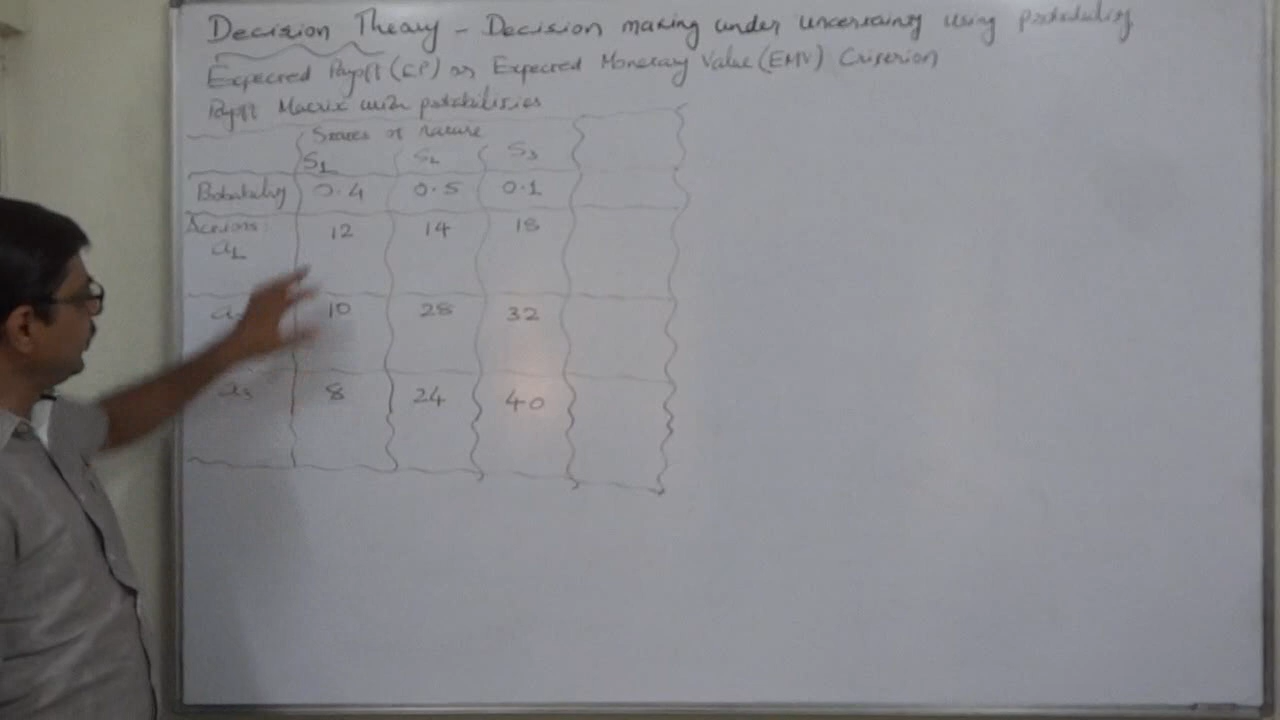 Decision Theory - Decision making under uncertainty using probability
Expected Payoff (EP) or Expected Monetary Value (EMV) Criterion
Payoff Matrix with probabilities
States of nature
S1 S2 S3
Probability 0.4 0.5 0.1
Actions:
a1 12 14 18
a2 10 28 32
a3 8 24 40